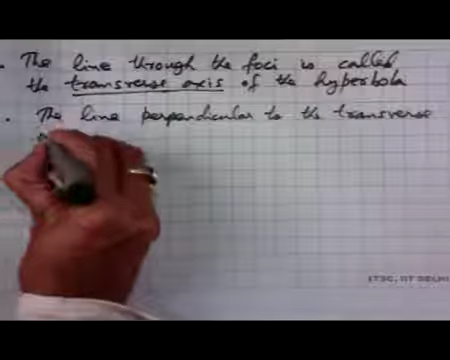 . The line through the foci is called
the transverse axis of the hyperbola
. The line perpendicular to the transverse
ETSC, IIT DELHI